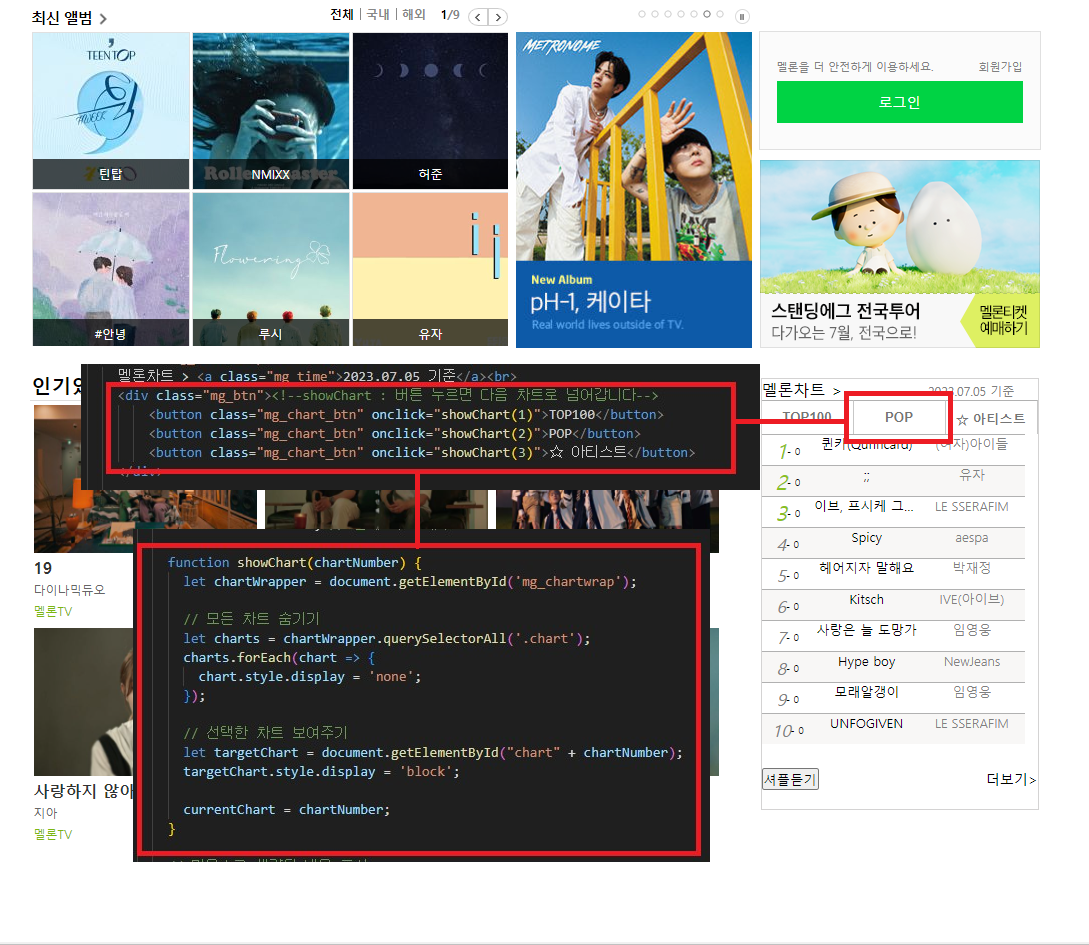 최신 앨범 >
전체 | 국내 | 해외 1/9 < >
TEEN TOP
4WEEK
틴탑
Roller Coaster
NMIXX
허준
#안녕
Flowering
루시
유자
METRONOME
New Album
pH-1, 케이타
Real world lives outside of TV.
멜론을 더 안전하게 이용하세요. 회원가입
로그인
스탠딩에그 전국투어
다가오는 7월, 전국으로!
멜론티켓
예매하기
인기있
멜론차트 > <a class="mg_time">2023.07.05 기준</a><br>
<div class="mg_btn"><!--showChart : 버튼 누르면 다음 차트로 넘어갑니다-->
<button class="mg_chart_btn" onclick="showChart(1)">TOP100</button>
<button class="mg_chart_btn" onclick="showChart(2)">POP</button>
<button class="mg_chart_btn" onclick="showChart(3)">☆ 아티스트</button>
</div>
19
다이나믹듀오
멜론TV
사랑하지 않아
지아
멜론TV
function showChart(chartNumber) {
let chartWrapper = document.getElementById('mg_chartwrap');
// 모든 차트 숨기기
let charts = chartWrapper.querySelectorAll('.chart');
charts.forEach(chart => {
chart.style.display = 'none';
});
// 선택한 차트 보여주기
let targetChart = document.getElementById("chart" + chartNumber);
targetChart.style.display = 'block';
currentChart = chartNumber;
}
멜론차트 > 2023.07.05 기준
TOP100 POP ☆ 아티스트
1- 0 퀸카(Queencard) (여자)아이들
2- 0 ;; 유자
3- 0 이브, 프시케 그... LE SSERAFIM
4- 0 Spicy aespa
5- 0 헤어지자 말해요 박재정
6- 0 Kitsch IVE(아이브)
7- 0 사랑은 늘 도망가 임영웅
8- 0 Hype boy NewJeans
9- 0 모래알갱이 임영웅
10- 0 UNFOGIVEN LE SSERAFIM
셔플듣기 더보기>